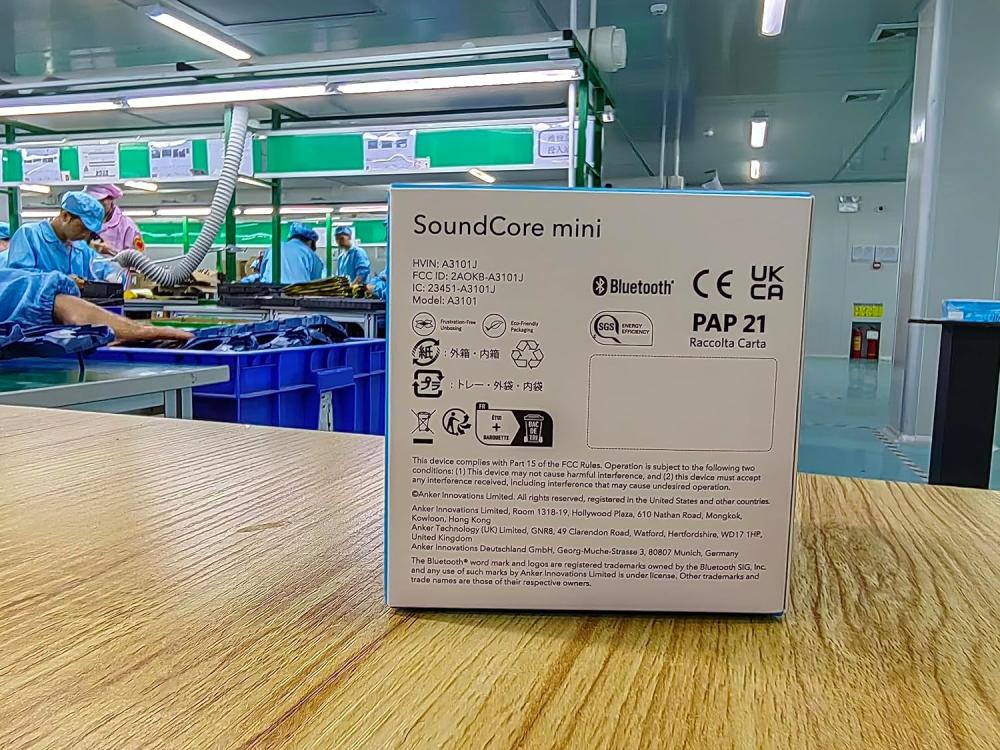 SoundCore mini
HVIN: A3101J
FCC ID: 2AOKB-A3101J
IC: 23451-A3101J
Model: A3101
Bluetooth®
CE
UK
CA
Frustration-Free
Unboxing
Eco-Friendly
Packaging
SGS
ENERGY
EFFICIENCY
PAP 21
Raccolta Carta
紙：外箱・内箱
プラ：トレー・外袋・内袋
FR
ÉTUI
+
BARQUETTE
BAC
DE
TRI
This device complies with Part 15 of the FCC Rules. Operation is subject to the following two
conditions: (1) This device may not cause harmful interference, and (2) this device must accept
any interference received, including interference that may cause undesired operation.
©Anker Innovations Limited. All rights reserved, registered in the United States and other countries.
Anker Innovations Limited, Room 1318-19, Hollywood Plaza, 610 Nathan Road, Mongkok,
Kowloon, Hong Kong
Anker Technology (UK) Limited, GNR8, 49 Clarendon Road, Watford, Hertfordshire, WD17 1HP,
United Kingdom
Anker Innovations Deutschland GmbH, Georg-Muche-Strasse 3, 80807 Munich, Germany
The Bluetooth® word mark and logos are registered trademarks owned by the Bluetooth SIG, Inc.
and any use of such marks by Anker Innovations Limited is under license. Other trademarks and
trade names are those of their respective owners.